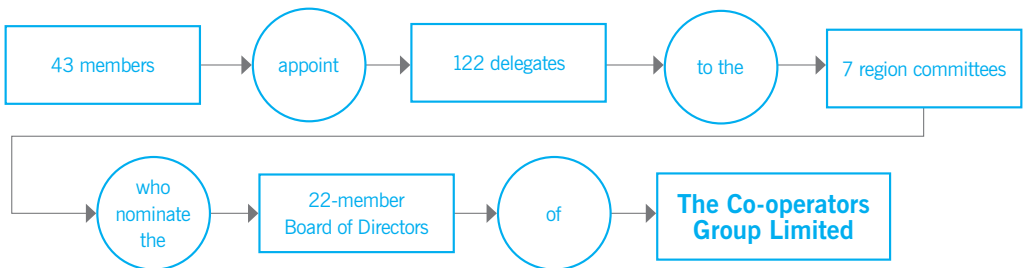 43 members
appoint
122 delegates
to the
7 region committees
who
nominate
the
22-member
Board of Directors
of
The Co-operators
Group Limited